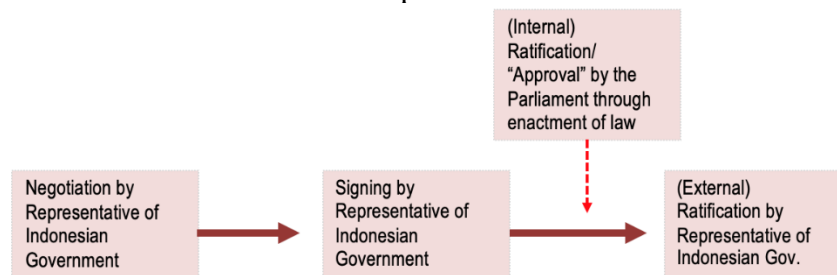 (Internal)
Ratification/
“Approval” by the
Parliament through
enactment of law
Negotiation by
Representative of
Indonesian
Government
Signing by
Representative of
Indonesian
Government
(External)
Ratification by
Representative of
Indonesian Gov.